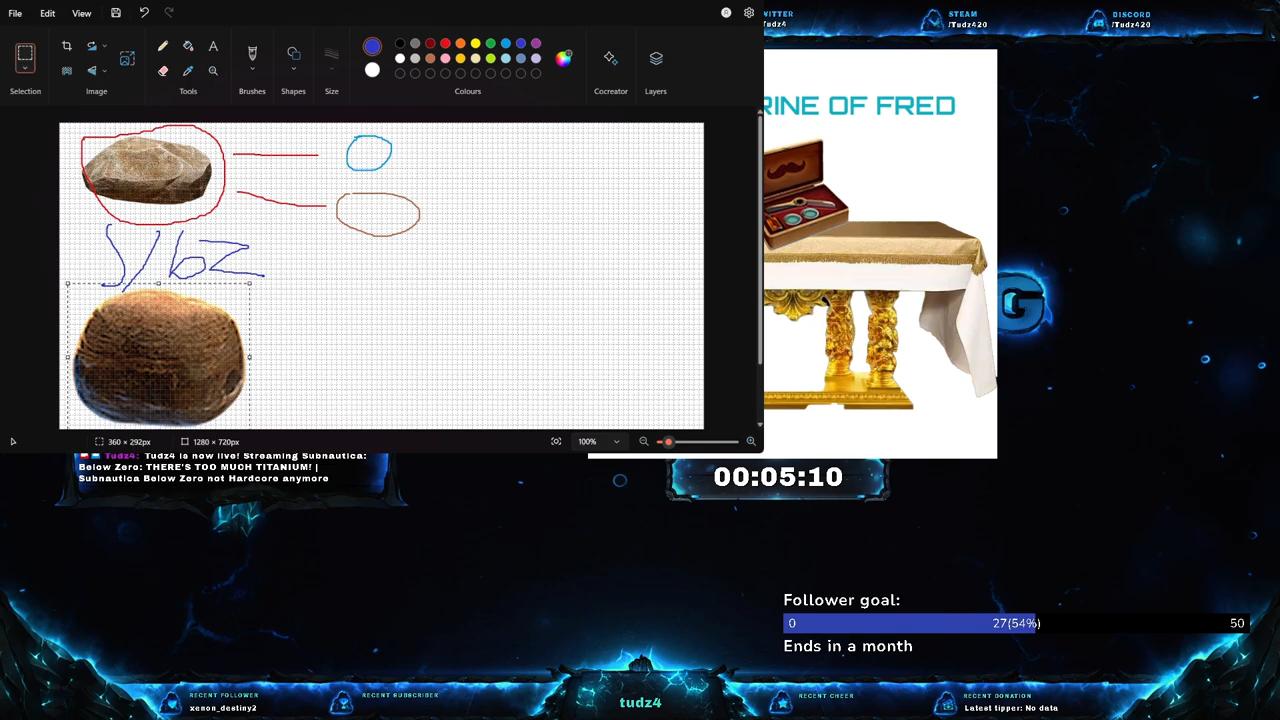 File Edit View
Selection Image Tools Brushes Shapes Size Colours Cocreator Layers
360 × 292px 1280 × 720px 100%
/Tudz4
STEAM
/Tudz420
DISCORD
/Tudz420
RINE OF FRED
G
Tudz4: Tudz4 is now live! Streaming Subnautica:
Below Zero: THERE'S TOO MUCH TITANIUM! |
Subnautica Below Zero not Hardcore anymore
00:05:10
Follower goal:
0 27(54%) 50
Ends in a month
RECENT FOLLOWER
xenon_destiny2
RECENT SUBSCRIBER
tudz4
RECENT CHEER
RECENT DONATION
Latest tipper: No data